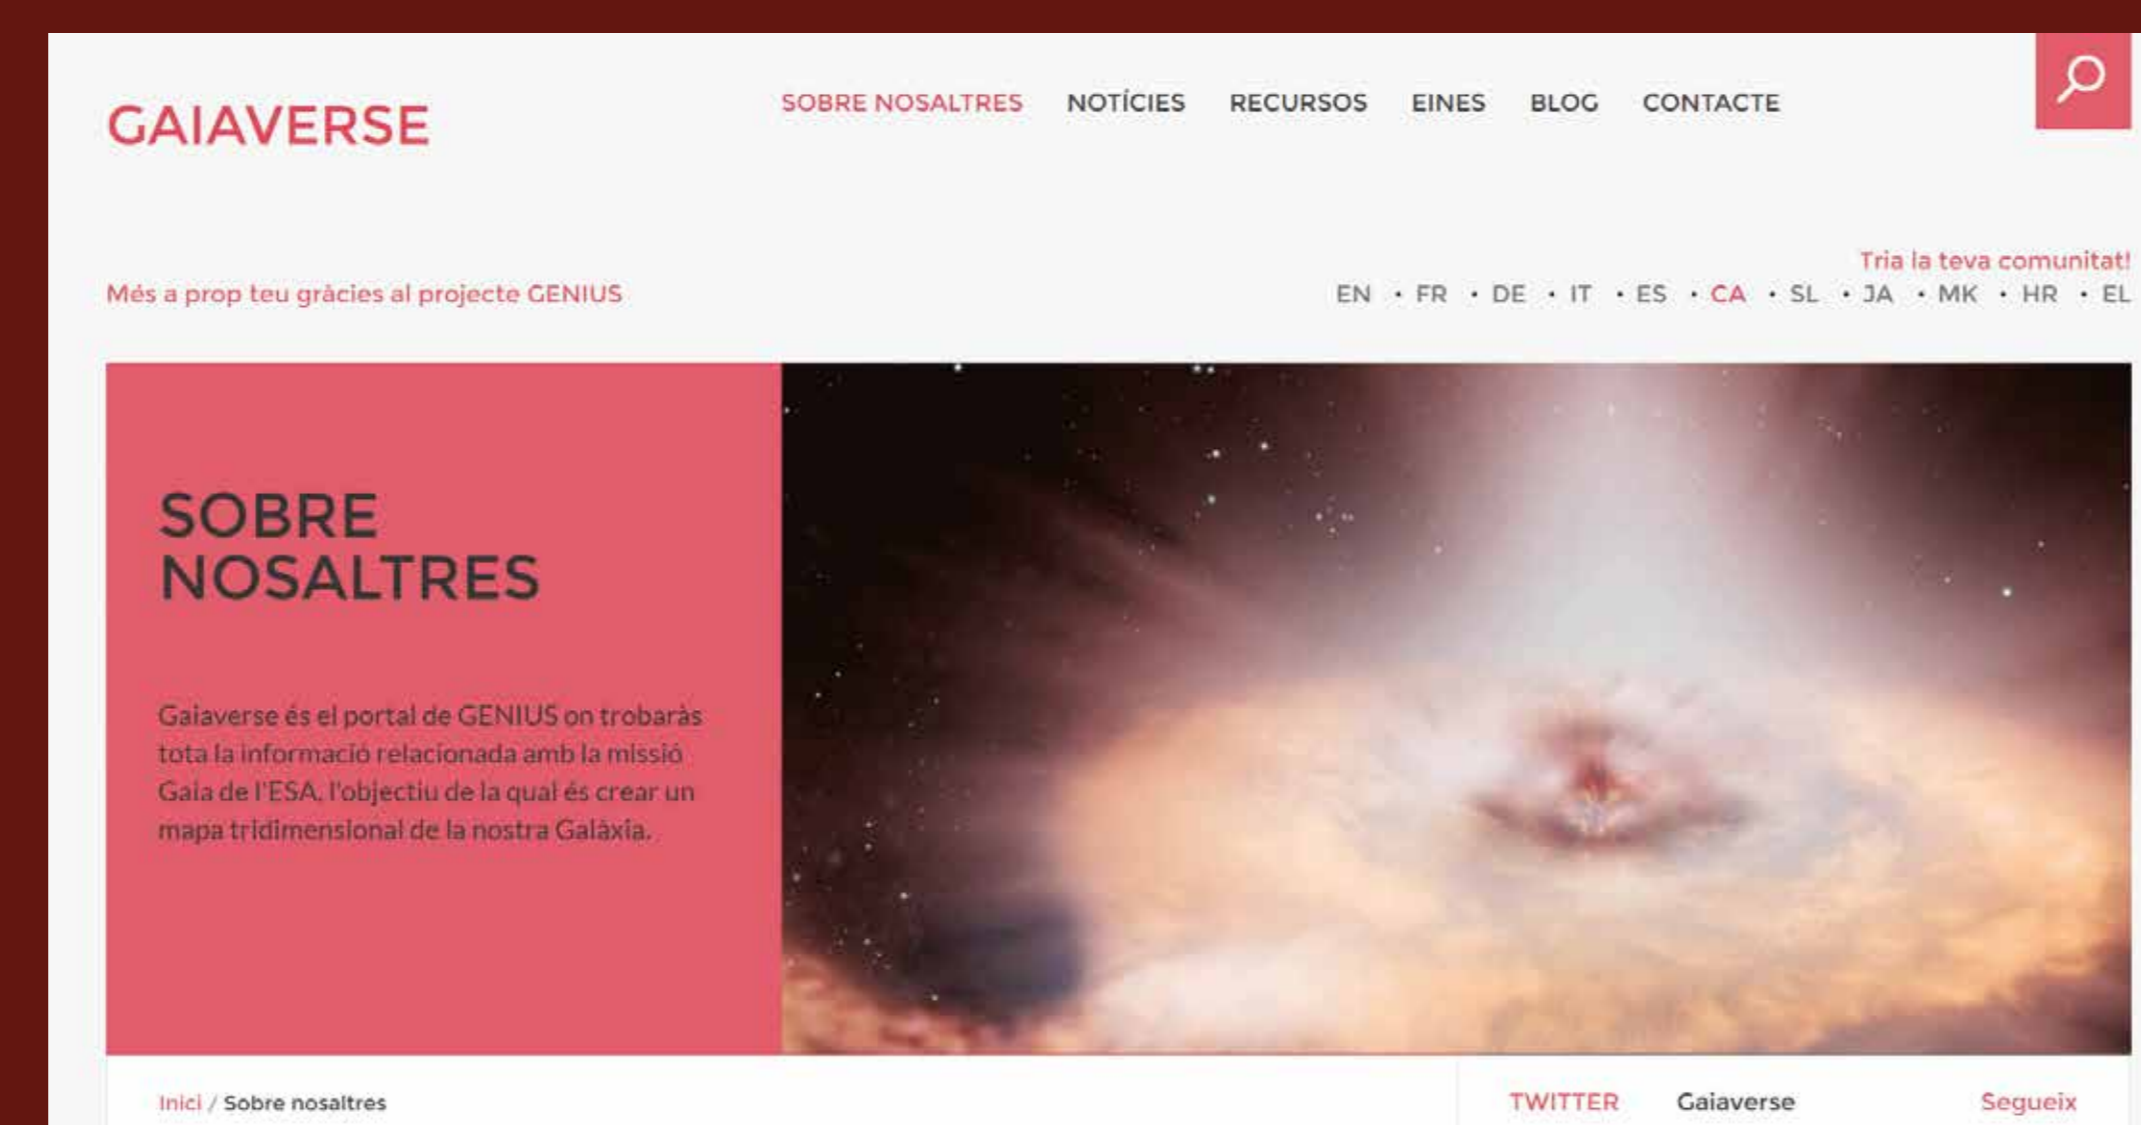 GAIAVERSE
SOBRE NOSALTRES NOTÍCIES RECURSOS EINES BLOG CONTACTE
Tria la teva comunitat!
Més a prop teu gràcies al projecte GENIUS
EN • FR • DE • IT • ES • CA • SL • JA • MK • HR • EL
SOBRE
NOSALTRES
Gaiaverse és el portal de GENIUS on trobaràs
tota la informació relacionada amb la missió
Gaia de l'ESA, l'objectiu de la qual és crear un
mapa tridimensional de la nostra Galàxia.
Inici / Sobre nosaltres
TWITTER Gaiaverse Segueix